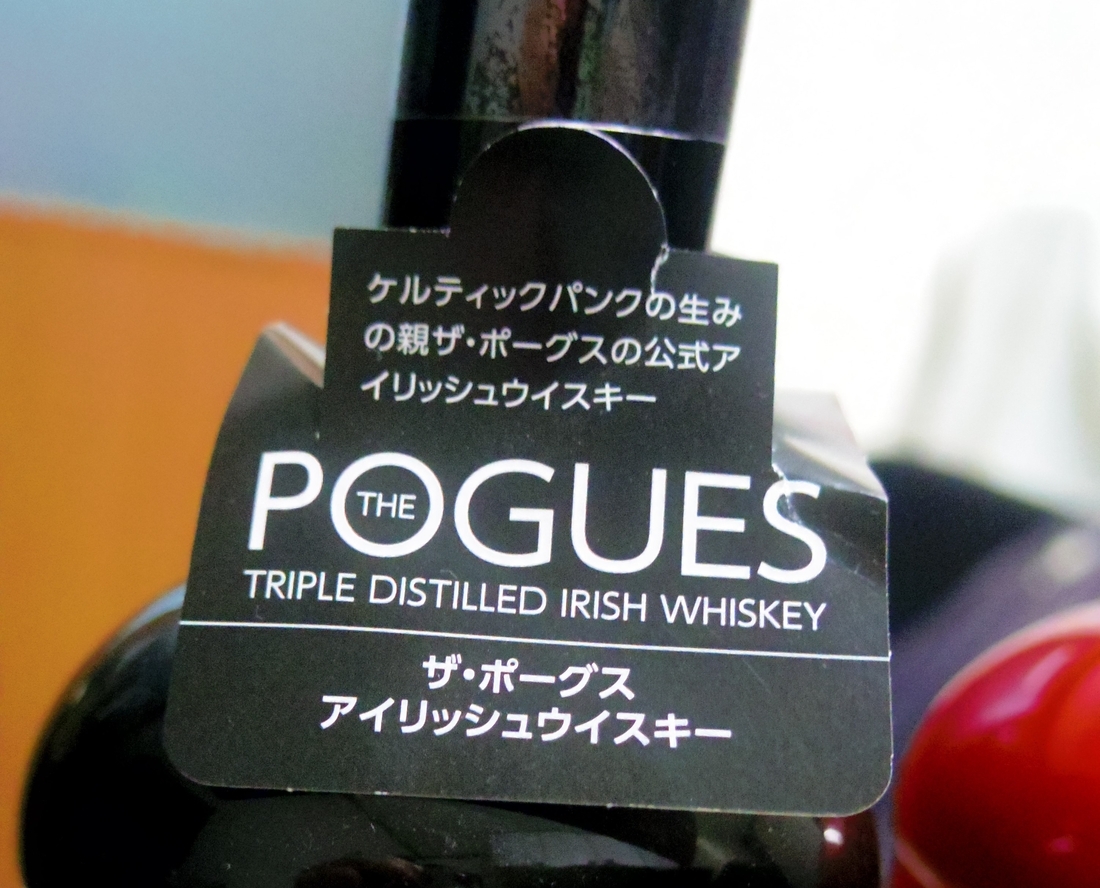 ケルティックパンクの生み
の親ザ・ポーグスの公式ア
イリッシュウイスキー
THE
POGUES
TRIPLE DISTILLED IRISH WHISKEY
ザ・ポーグス
アイリッシュウイスキー